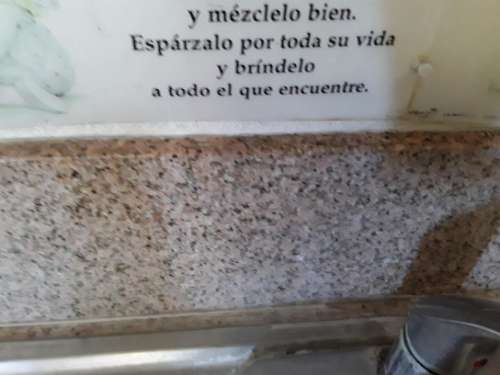 y mézclelo bien.
Espárzalo por toda su vida
y bríndelo
a todo el que encuentre.